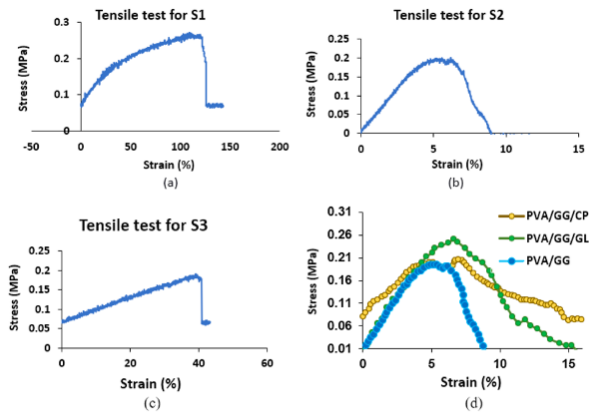 Tensile test for S1
Stress (MPa)
0.3
0.2
0.1
0
-50 0 50 100 150 200
Strain (%)
(a)
Tensile test for S2
Stress (MPa)
0.25
0.2
0.15
0.1
0.05
0
0 5 10 15
Strain (%)
(b)
Tensile test for S3
Stress (MPa)
0.25
0.2
0.15
0.1
0.05
0
0 20 40 60
Strain (%)
(c)
Stress (MPa)
0.31
0.26
0.21
0.16
0.11
0.06
0.01
PVA/GG/CP
PVA/GG/GL
PVA/GG
0 5 10 15
Strain (%)
(d)